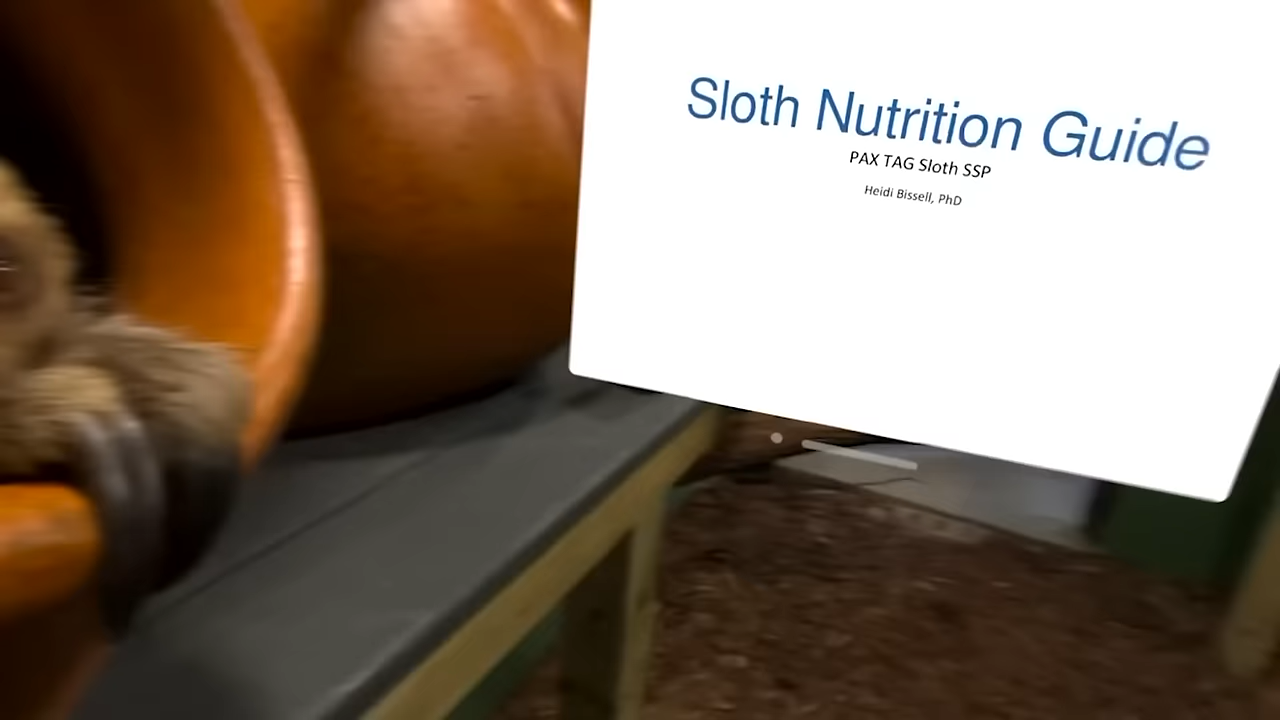 Sloth Nutrition Guide
PAX TAG Sloth SSP
Heidi Bissell, PhD